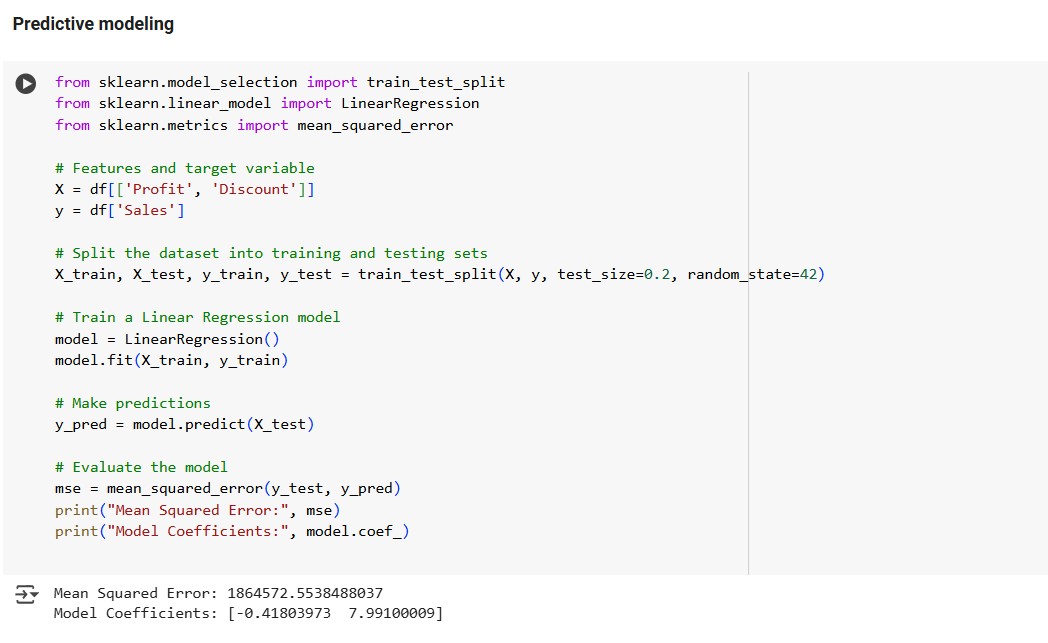 Predictive modeling
from sklearn.model_selection import train_test_split
from sklearn.linear_model import LinearRegression
from sklearn.metrics import mean_squared_error
# Features and target variable
X = df[['Profit', 'Discount']]
y = df['Sales']
# Split the dataset into training and testing sets
X_train, X_test, y_train, y_test = train_test_split(X, y, test_size=0.2, random_state=42)
# Train a Linear Regression model
model = LinearRegression()
model.fit(X_train, y_train)
# Make predictions
y_pred = model.predict(X_test)
# Evaluate the model
mse = mean_squared_error(y_test, y_pred)
print("Mean Squared Error:", mse)
print("Model Coefficients:", model.coef_)
Mean Squared Error: 1864572.5538488037
Model Coefficients: [-0.41803973  7.99100009]